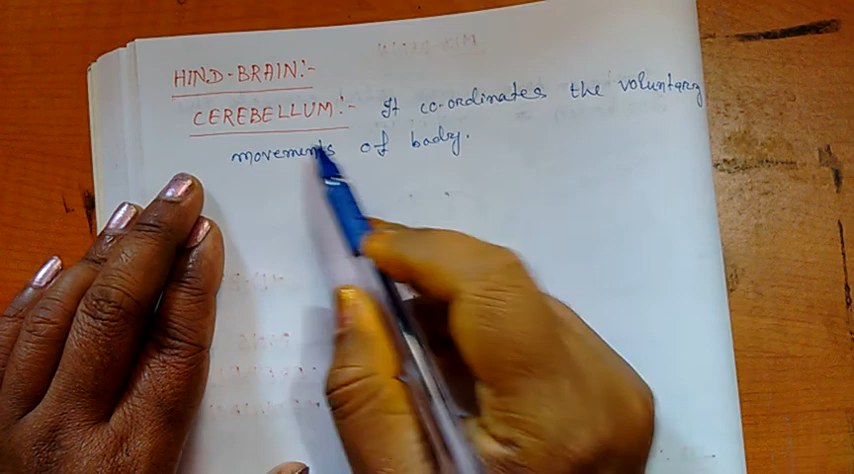 HIND-BRAIN:-
CEREBELLUM:- It co-ordinates the voluntary
movements of body.